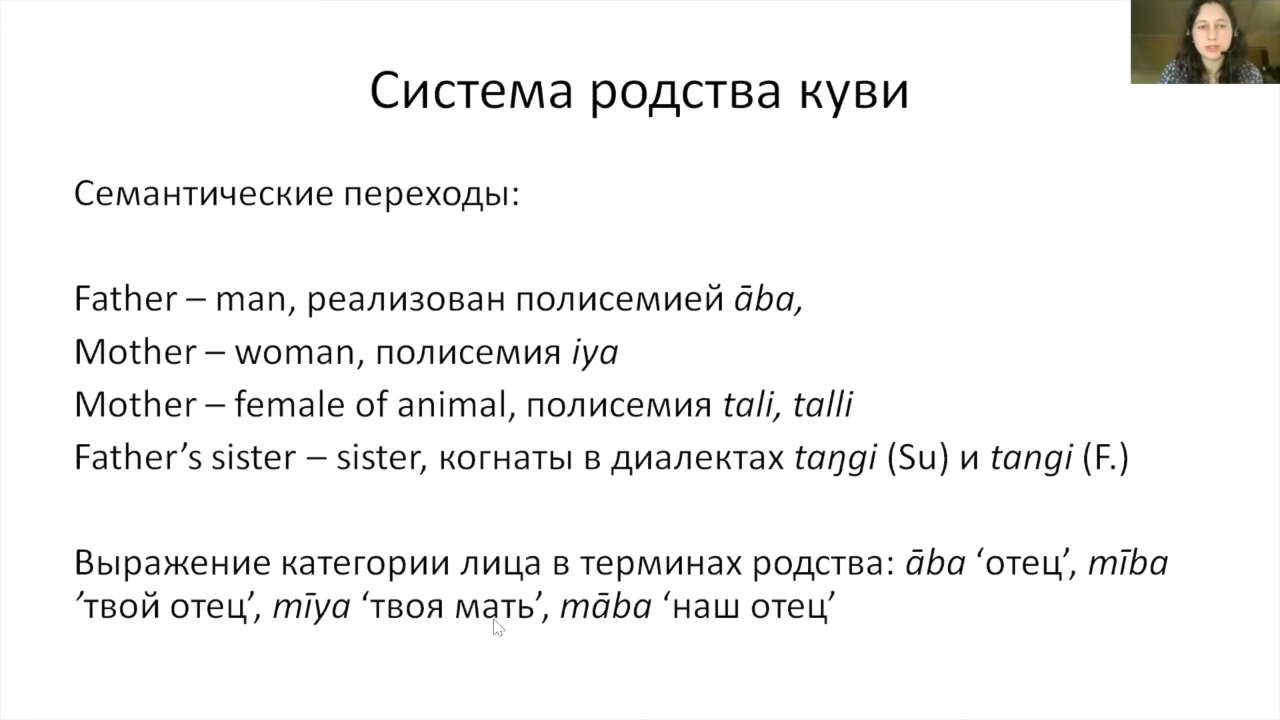 Система родства куви
Семантические переходы:
Father – man, реализован полисемией āba,
Mother – woman, полисемия iya
Mother – female of animal, полисемия tali, talli
Father’s sister – sister, когнаты в диалектах taŋgi (Su) и tangi (F.)
Выражение категории лица в терминах родства: āba ‘отец’, mība
’твой отец’, mīya ‘твоя мать’, māba ‘наш отец’